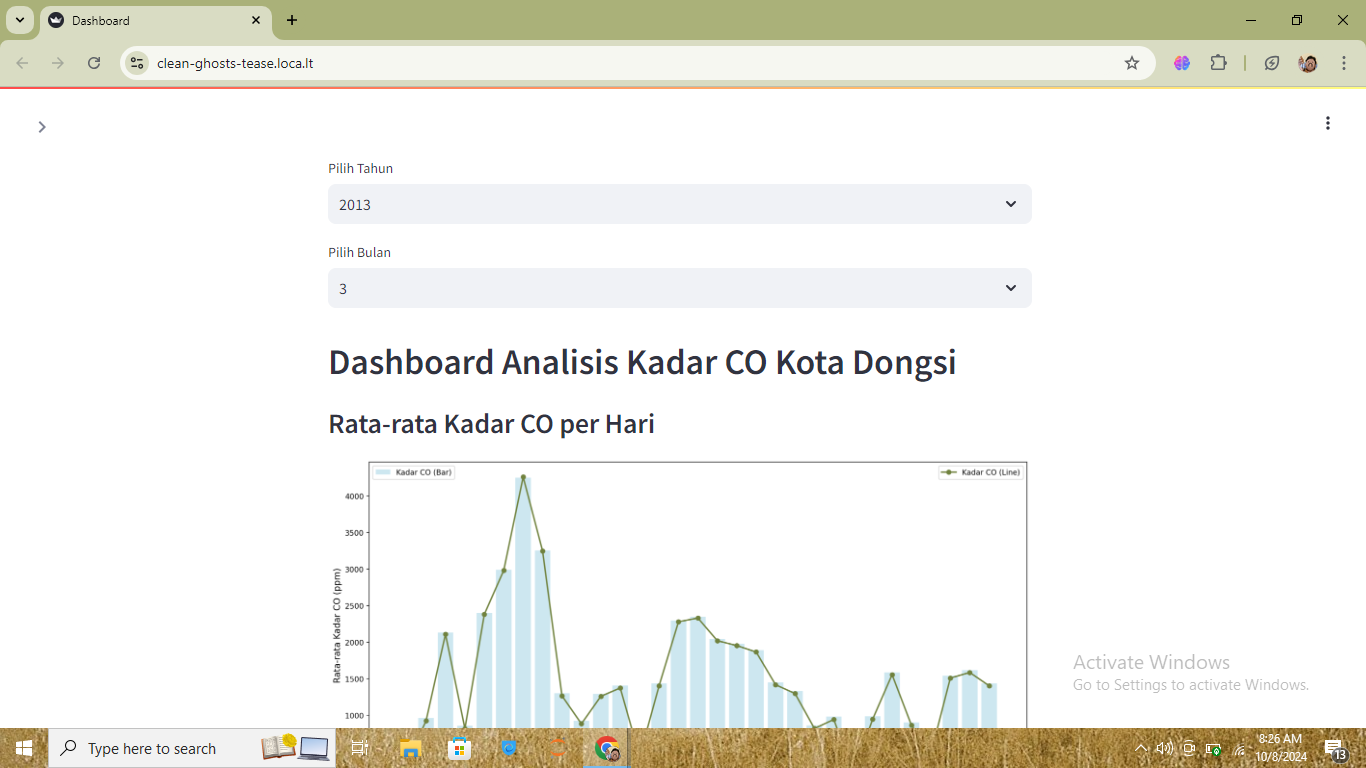 Dashboard
clean-ghosts-tease.loca.lt
Pilih Tahun
2013
Pilih Bulan
3
Dashboard Analisis Kadar CO Kota Dongsi
Rata-rata Kadar CO per Hari
Kadar CO (Bar)
Kadar CO (Line)
4000
3500
3000
2500
2000
1500
1000
Rata-rata Kadar CO (ppm)
Activate Windows
Go to Settings to activate Windows.
Type here to search
8:26 AM
10/8/2024
13